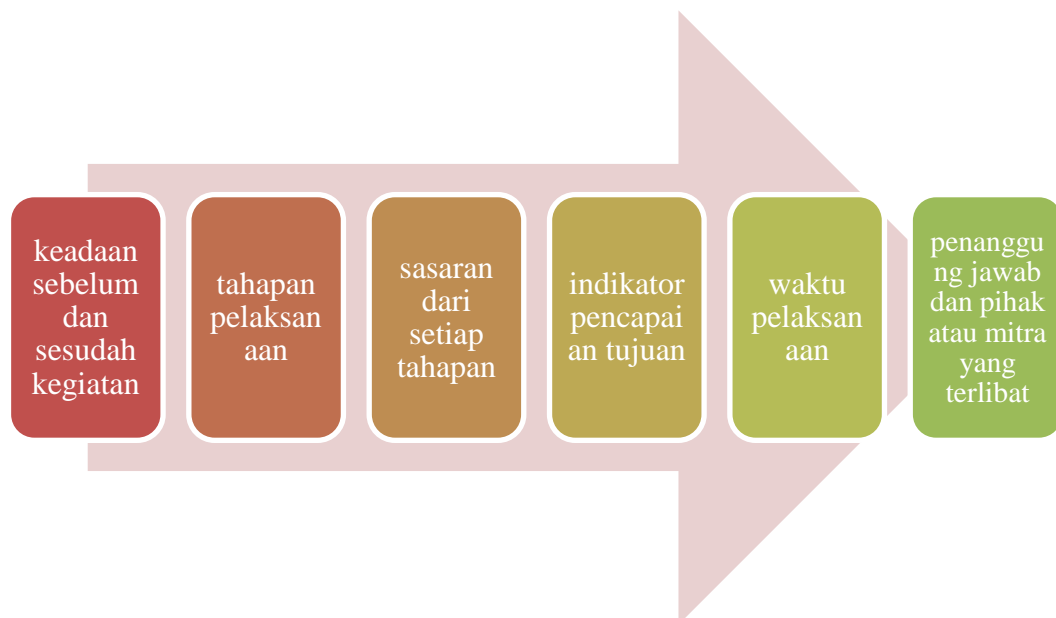 keadaan
sebelum
dan
sesudah
kegiatan
tahapan
pelaksan
aan
sasaran
dari
setiap
tahapan
indikator
pencapai
an tujuan
waktu
pelaksan
aan
penanggu
ng jawab
dan pihak
atau mitra
yang
terlibat